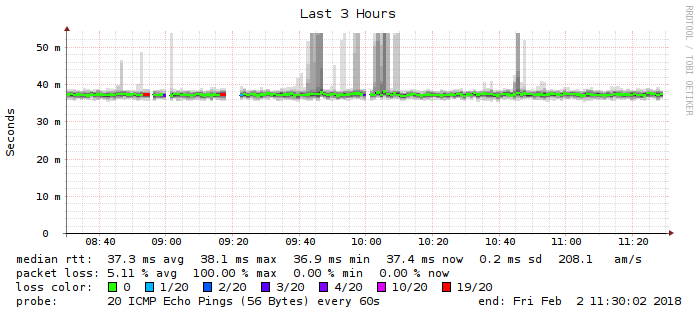 Last 3 Hours
RRDTOOL / TOBI OETIKER
Seconds
50 m
40 m
30 m
20 m
10 m
0
08:40 09:00 09:20 09:40 10:00 10:20 10:40 11:00 11:20
median rtt: 37.3 ms avg 38.1 ms max 36.9 ms min 37.4 ms now 0.2 ms sd 208.1 am/s
packet loss: 5.11 % avg 100.00 % max 0.00 % min 0.00 % now
loss color: 0 1/20 2/20 3/20 4/20 10/20 19/20
probe: 20 ICMP Echo Pings (56 Bytes) every 60s end: Fri Feb 2 11:30:02 2018